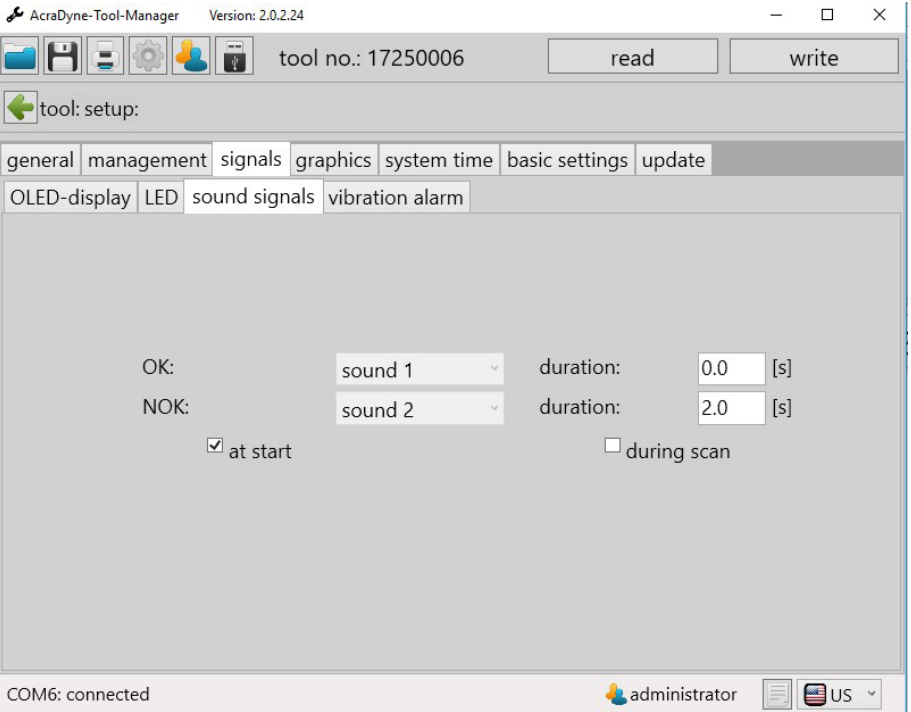 AcraDyne-Tool-Manager Version: 2.0.2.24
tool no.: 17250006 read write
tool: setup:
general management signals graphics system time basic settings update
OLED-display LED sound signals vibration alarm
OK: sound 1 duration: 0.0 [s]
NOK: sound 2 duration: 2.0 [s]
at start during scan
COM6: connected administrator US